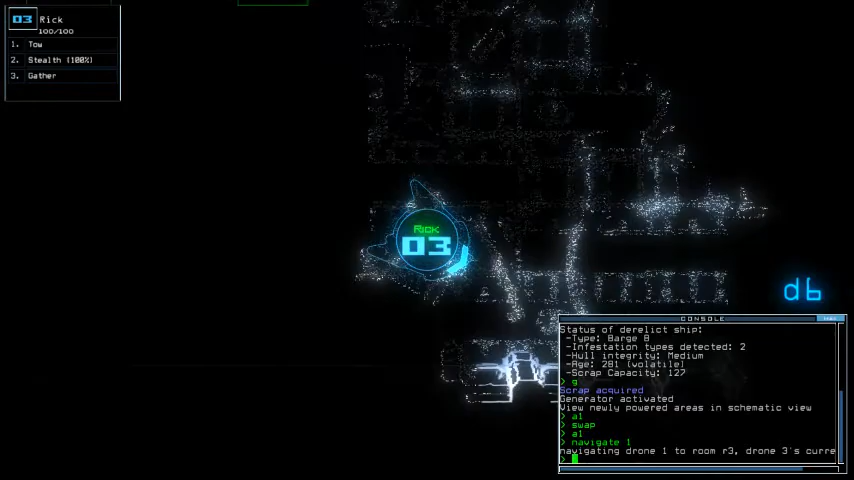 03 Rick
100/100
1. Tow
2. Stealth (100%)
3. Gather
Rick
03
d6
CONSOLE
Status of derelict ship:
-Type: Barge B
-Infestation types detected: 2
-Hull integrity: Medium
-Age: 281 (volatile)
-Scrap Capacity: 127
> g
Scrap acquired
Generator activated
View newly powered areas in schematic view
> a1
> swap
> a1
> navigate 1
navigating drone 1 to room r3, drone 3's curre
>